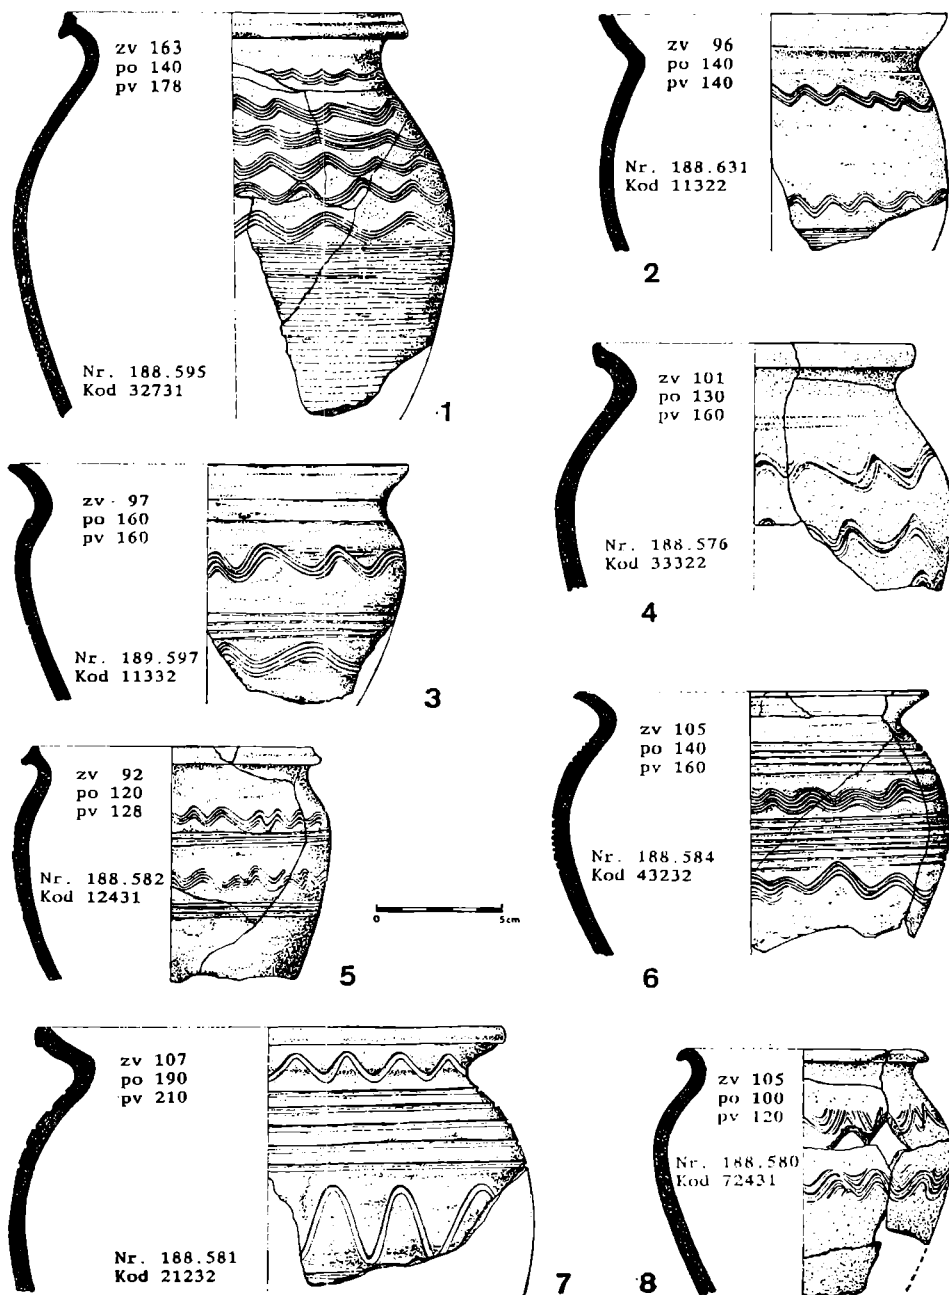 zv 163
po 140
pv 178
Nr. 188.595
Kod 32731
1
zv 96
po 140
pv 140
Nr. 188.631
Kod 11322
2
zv 97
po 160
pv 160
Nr. 189.597
Kod 11332
3
zv 101
po 130
pv 160
Nr. 188.576
Kod 33322
4
zv 92
po 120
pv 128
Nr. 188.582
Kod 12431
5
0 5cm
zv 105
po 140
pv 160
Nr. 188.584
Kod 43232
6
zv 107
po 190
pv 210
Nr. 188.581
Kod 21232
7
zv 105
po 100
pv 120
Nr. 188.580
Kod 72431
8